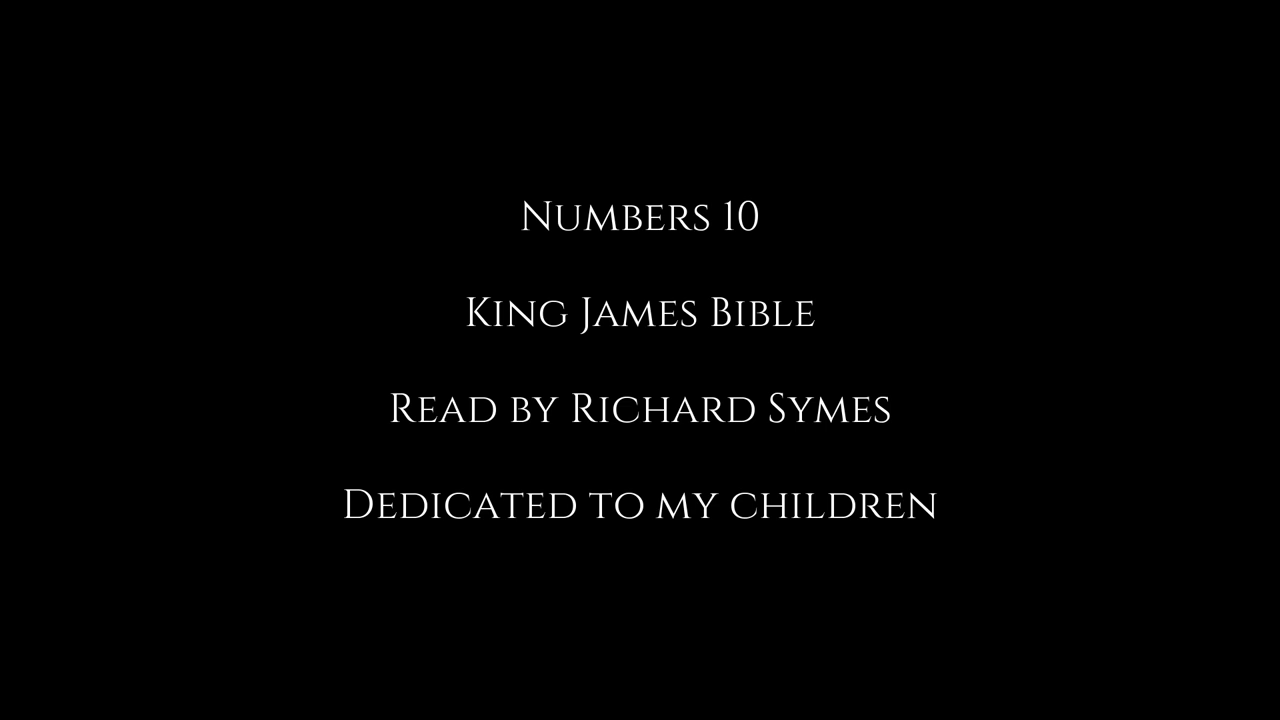 Numbers 10
King James Bible
Read by Richard Symes
Dedicated to my children